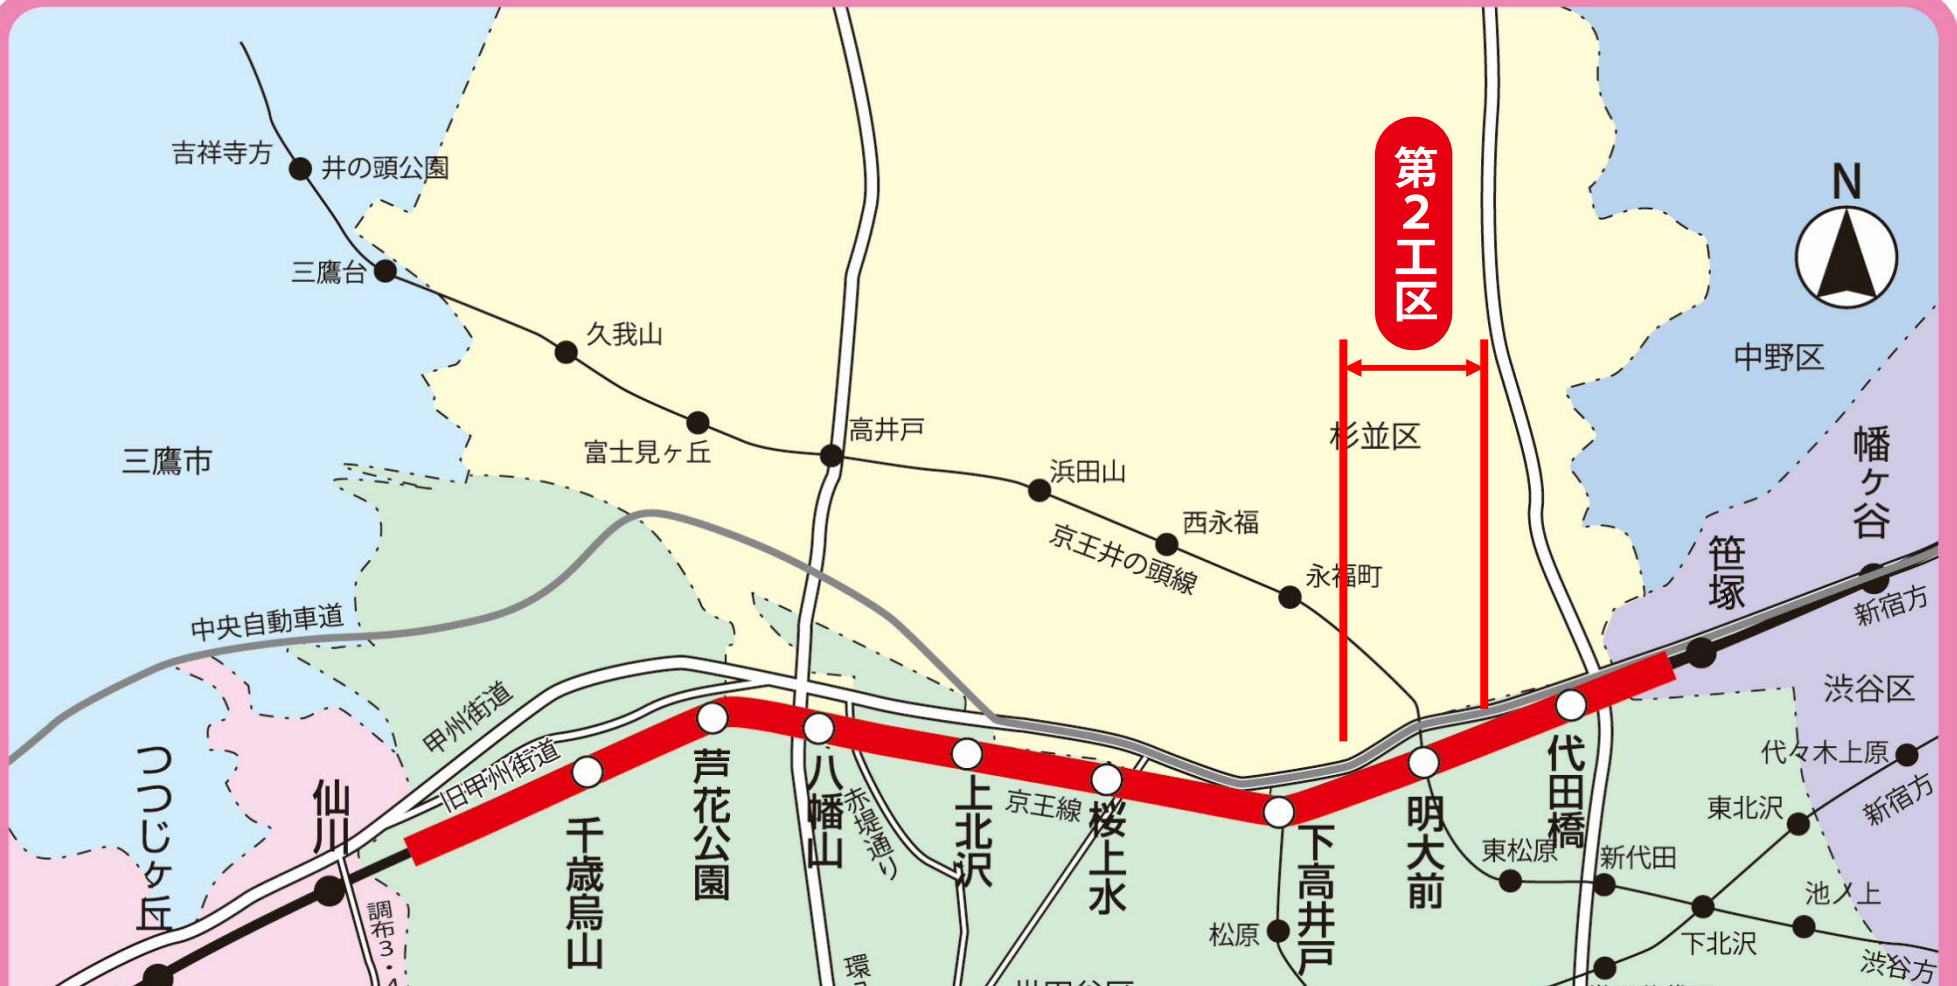 吉祥寺方
井の頭公園
三鷹台
久我山
富士見ヶ丘
高井戸
浜田山
西永福
永福町
京王井の頭線
第2工区
杉並区
N
中野区
三鷹市
中央自動車道
甲州街道
旧甲州街道
幡ヶ谷
笹塚
新宿方
渋谷区
代々木上原
新宿方
東北沢
つつじヶ丘
仙川
千歳烏山
芦花公園
八幡山
赤堤通り
上北沢
京王線
桜上水
下高井戸
明大前
代田橋
東松原
新代田
池ノ上
下北沢
渋谷方
松原
調布3・4